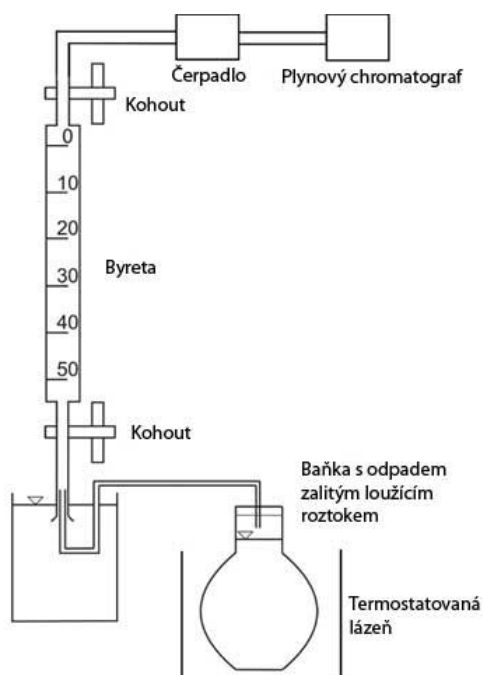 Čerpadlo
Plynový chromatograf
Kohout
0
10
20
30
40
50
Byreta
Kohout
Baňka s odpadem
zalitým loužícím
roztokem
Termostatovaná
lázeň